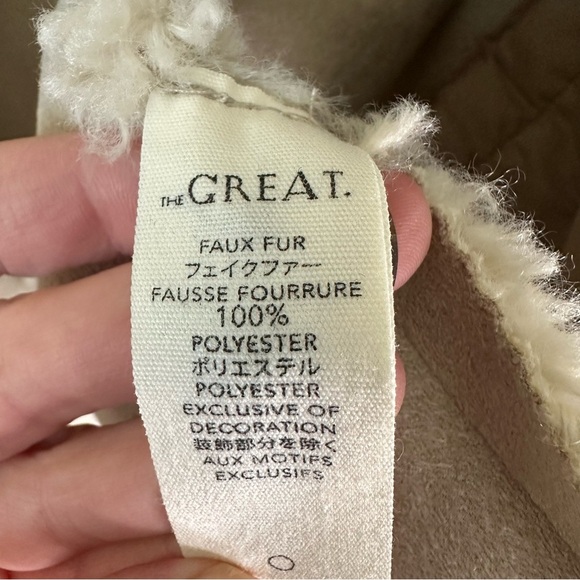 THE GREAT.
FAUX FUR
フェイクファー
FAUSSE FOURRURE
100%
POLYESTER
ポリエステル
POLYESTER
EXCLUSIVE OF
DECORATION
装飾部分を除く
AUX MOTIFS
EXCLUSIFS